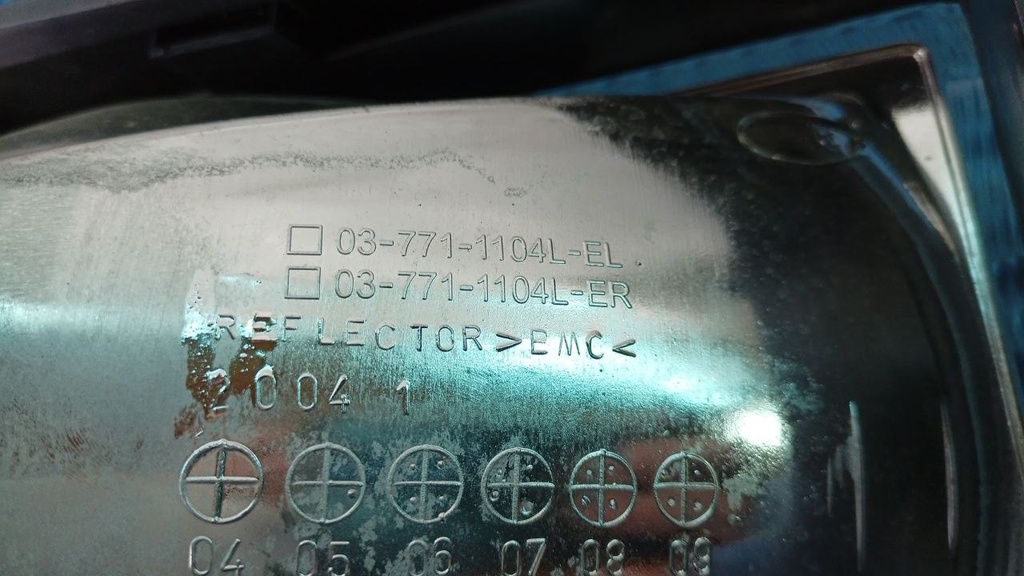 □ 03-771-1104L-EL
□ 03-771-1104L-ER
REFLECTOR >EMC<
2004 1
04 05 06 07 08 09